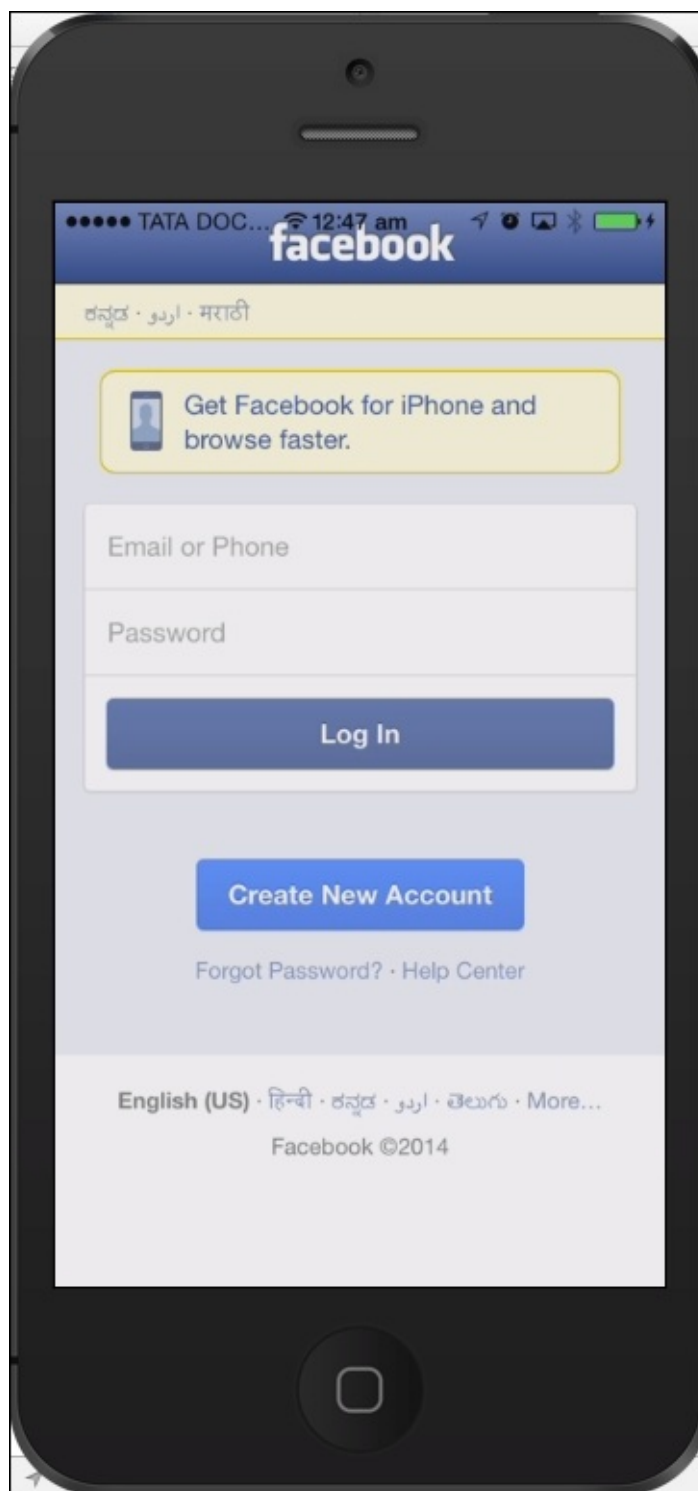 TATA DOC... 12:47 am
facebook
ಕನ್ನಡ · اردو · मराठी
Get Facebook for iPhone and
browse faster.
Email or Phone
Password
Log In
Create New Account
Forgot Password? · Help Center
English (US) · हिन्दी · ಕನ್ನಡ · اردو · తెలుగు · More...
Facebook ©2014